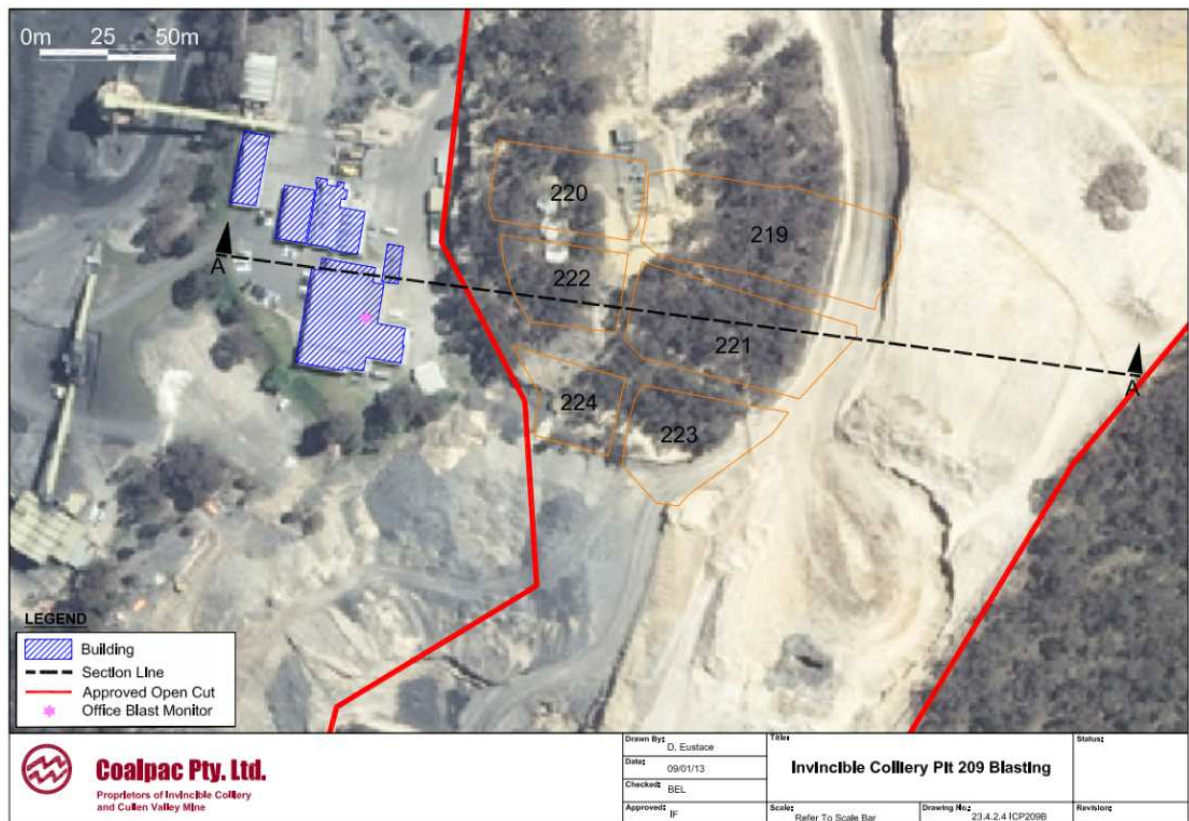 0m 25 50m
220
219
222
A
221
A
224
223
LEGEND
Building
Section Line
Approved Open Cut
Office Blast Monitor
Coalpac Pty. Ltd.
Proprietors of Invincible Colliery
and Cullen Valley Mine
Drawn By: D. Eustace
Date: 09/01/13
Checked: BEL
Approved: IF
Title:
Invincible Colliery Pit 209 Blasting
Status:
Scale: Refer To Scale Bar
Drawing No.: 23.4.2.4 ICP209B
Revision: